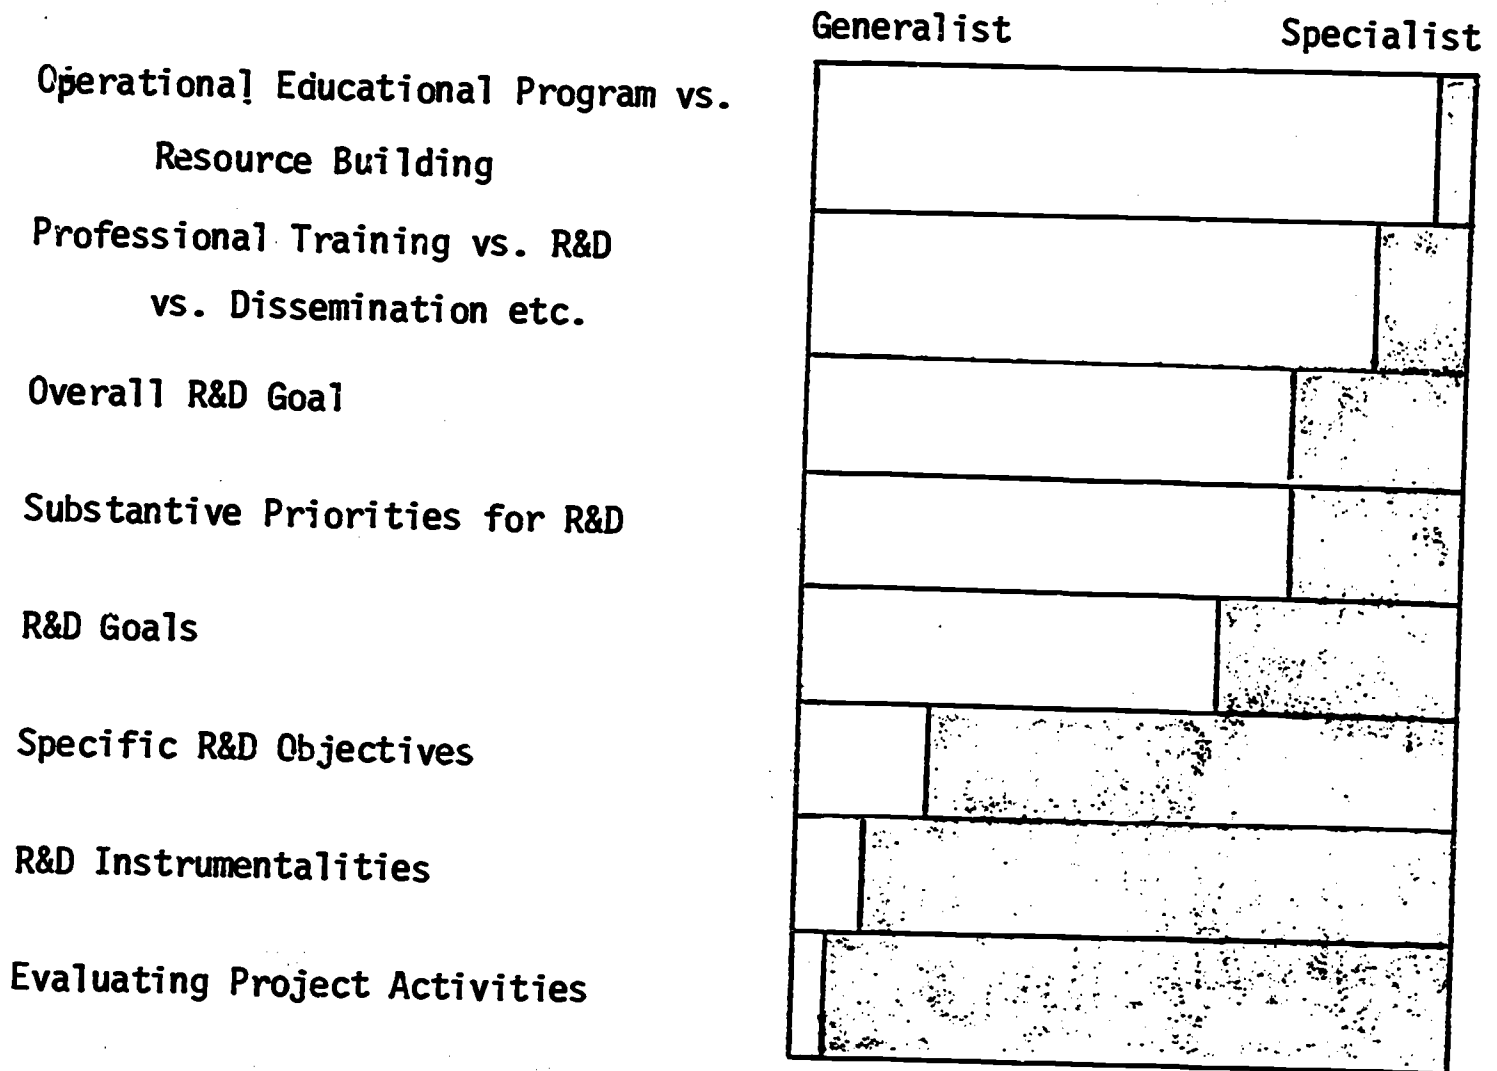 Generalist Specialist
Operational Educational Program vs.
Resource Building
Professional Training vs. R&D
vs. Dissemination etc.
Overall R&D Goal
Substantive Priorities for R&D
R&D Goals
Specific R&D Objectives
R&D Instrumentalities
Evaluating Project Activities